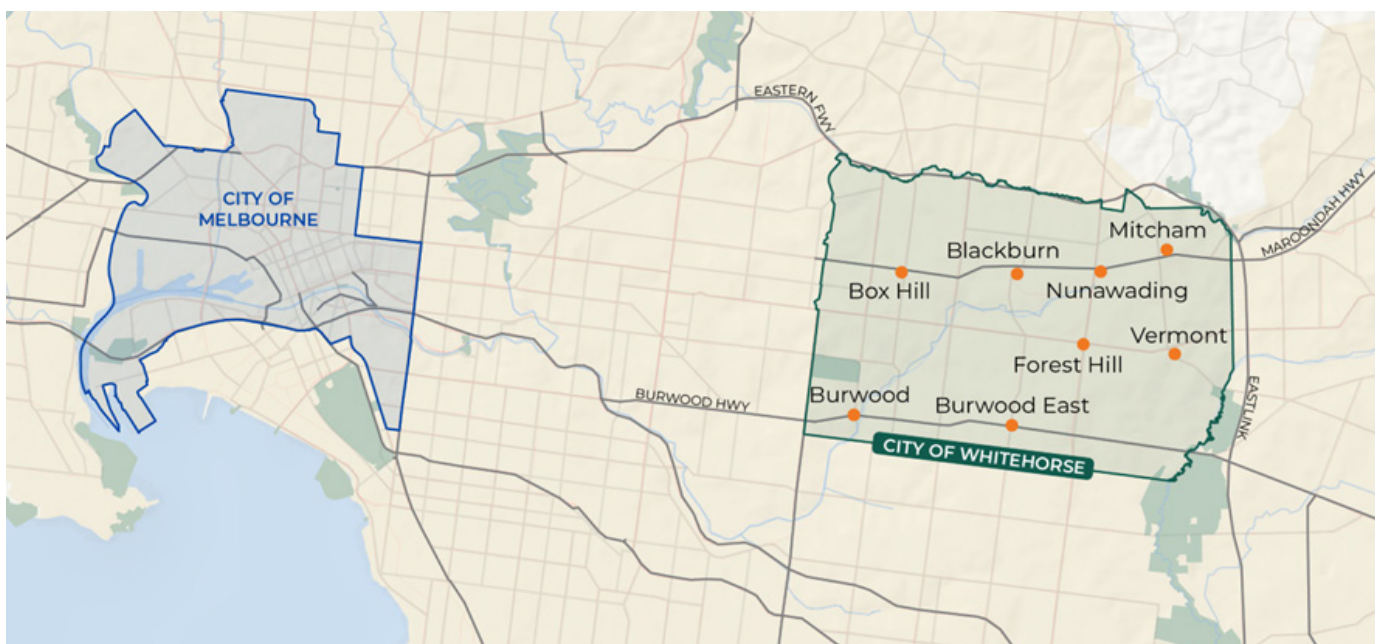 EASTERN FWY
CITY OF
MELBOURNE
MAROONDAH HWY
Mitcham
Blackburn
Box Hill
Nunawading
Vermont
Forest Hill
Burwood
Burwood East
BURWOOD HWY
EASTLINK
CITY OF WHITEHORSE